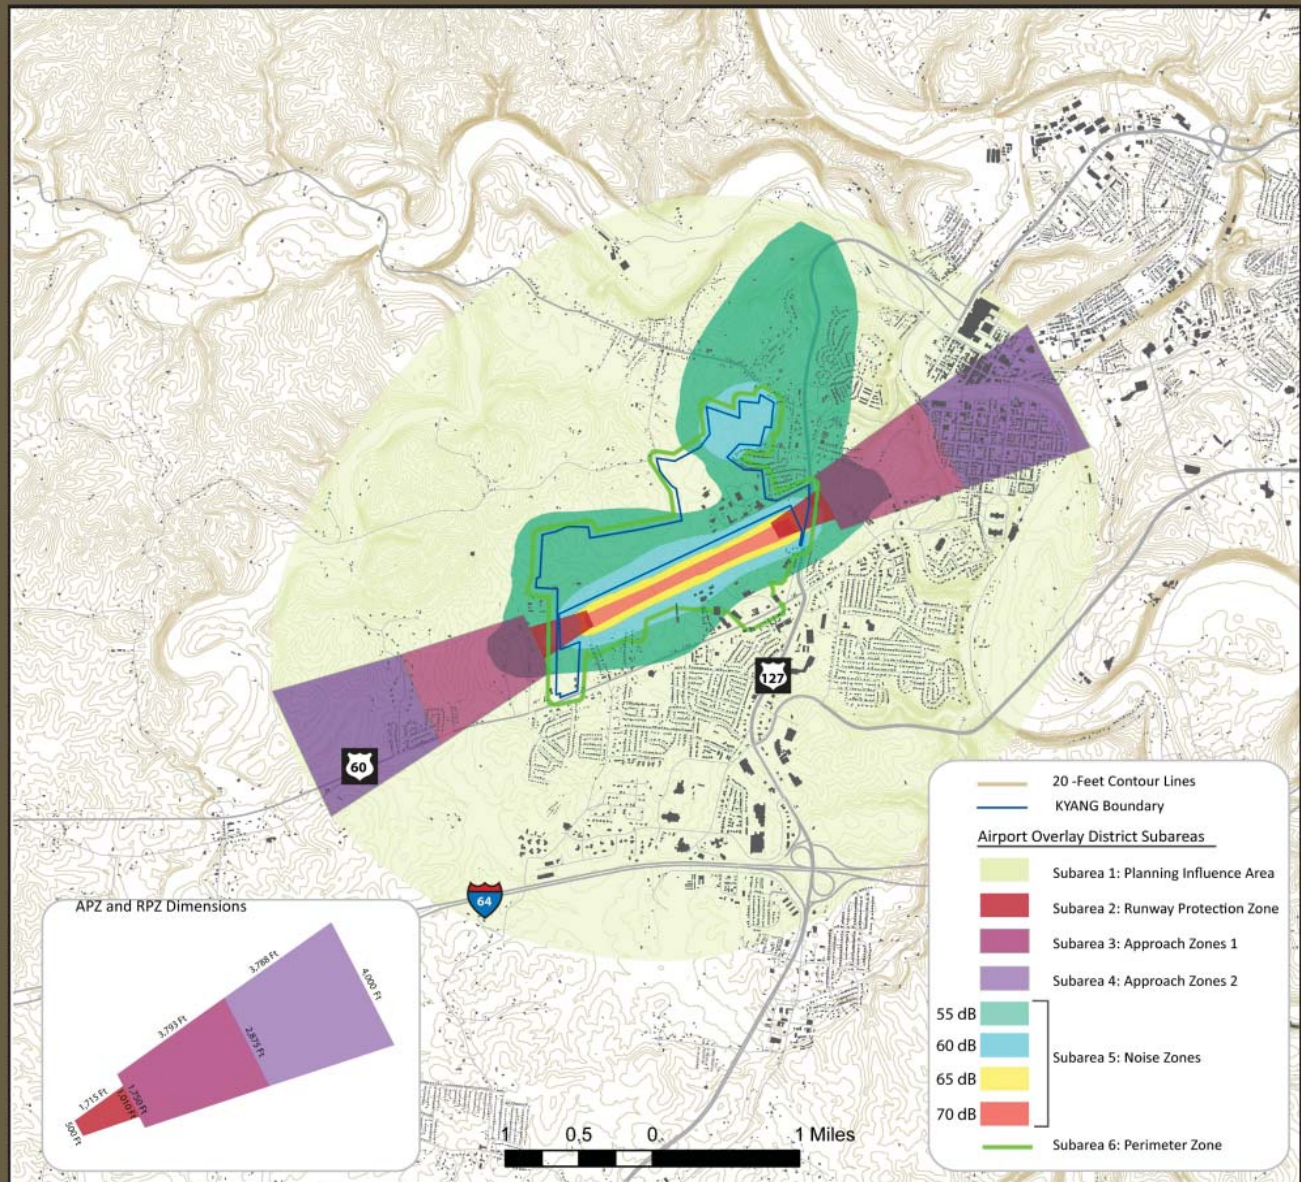 127
60
64
20 -Feet Contour Lines
KYANG Boundary
Airport Overlay District Subareas
Subarea 1: Planning Influence Area
Subarea 2: Runway Protection Zone
Subarea 3: Approach Zones 1
Subarea 4: Approach Zones 2
55 dB
60 dB
Subarea 5: Noise Zones
65 dB
70 dB
Subarea 6: Perimeter Zone
APZ and RPZ Dimensions
3,788 Ft
4,000 Ft
3,793 Ft
2,875 Ft
1,715 Ft
1,750 Ft
1,010 Ft
500 Ft
1 0.5 0 1 Miles